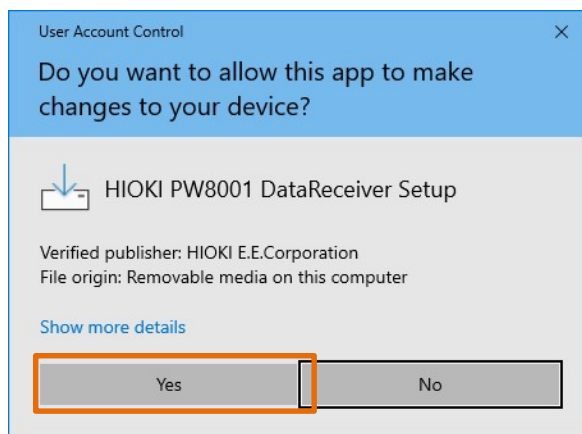 User Account Control
Do you want to allow this app to make
changes to your device?
HIOKI PW8001 DataReceiver Setup
Verified publisher: HIOKI E.E.Corporation
File origin: Removable media on this computer
Show more details
Yes
No